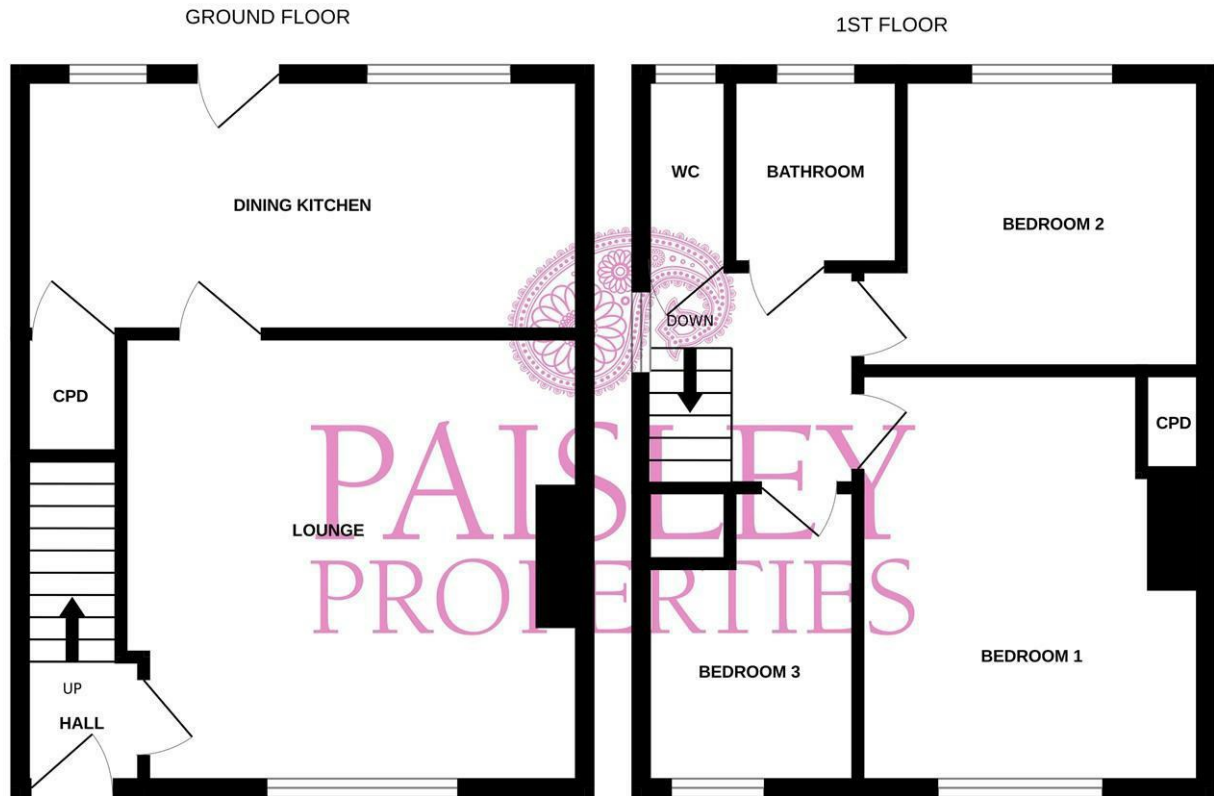 GROUND FLOOR
DINING KITCHEN
CPD
LOUNGE
UP
HALL
1ST FLOOR
WC
BATHROOM
BEDROOM 2
DOWN
CPD
BEDROOM 3
BEDROOM 1
PAISLEY
PROPERTIES